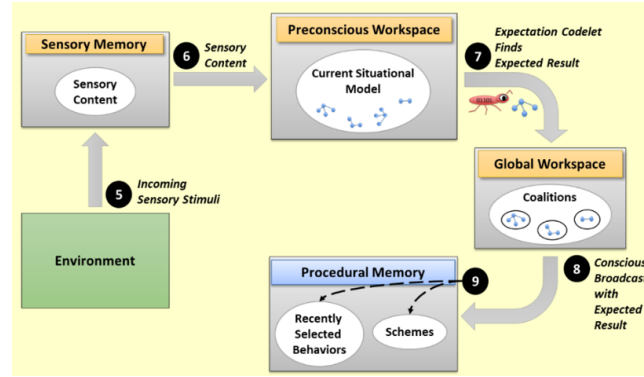 Sensory Memory
Sensory
Content
6
Sensory
Content
Preconscious Workspace
Current Situational
Model
7
Expectation Codelet
Finds
Expected Result
Global Workspace
Coalitions
5
Incoming
Sensory Stimuli
Environment
8
Conscious
Broadcast
with
Expected
Result
Procedural Memory
9
Recently
Selected
Behaviors
Schemes